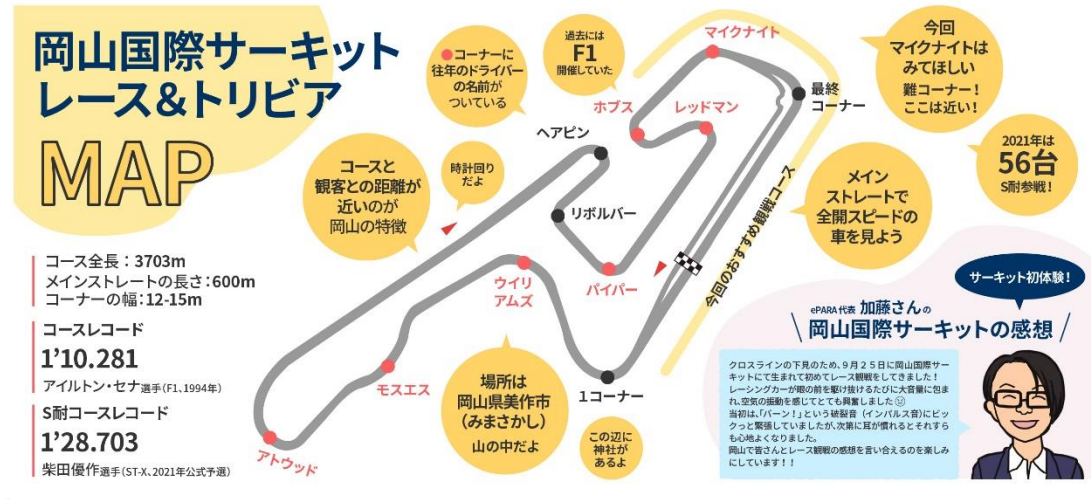 岡山国際サーキット
レース&トリビア
MAP
コース全長：3703m
メインストレートの長さ：600m
コーナーの幅：12-15m
コースレコード
1’10.281
アイルトン・セナ選手（F1、1994年）
S耐コースレコード
1’28.703
柴田優作選手（ST-X、2021年公式予選）
●コーナーに
往年のドライバー
の名前が
ついている
過去には
F1
開催していた
マイクナイト
今回
マイクナイトは
みてほしい
難コーナー！
ここは近い！
最終
コーナー
ホブス
レッドマン
ヘアピン
2021年は
56台
S耐参戦！
コースと
観客との距離が
近いのが
岡山の特徴
時計回り
だよ
リボルバー
メイン
ストレートで
全開スピードの
車を見よう
今回のおすすめ観戦コース
ウイリ
アムズ
パイパー
モスエス
アトウッド
場所は
岡山県美作市
（みまさかし）
山の中だよ
1コーナー
この辺に
神社が
あるよ
サーキット初体験！
ePARA代表 加藤さんの
岡山国際サーキットの感想
クロスラインの下見のため、９月２５日に岡山国際サー
キットにて生まれて初めてレース観戦をしてきました！
レーシングカーが眼の前を駆け抜けるたびに大音量に包ま
れ、空気の振動を感じてとても興奮しました
当初は、「パーン！」という破裂音（インパルス音）にビッ
クっと緊張していましたが、次第に耳が慣れるとそれすら
も心地よくなりました。
岡山で皆さんとレース観戦の感想を言い合えるのを楽しみ
にしています！！